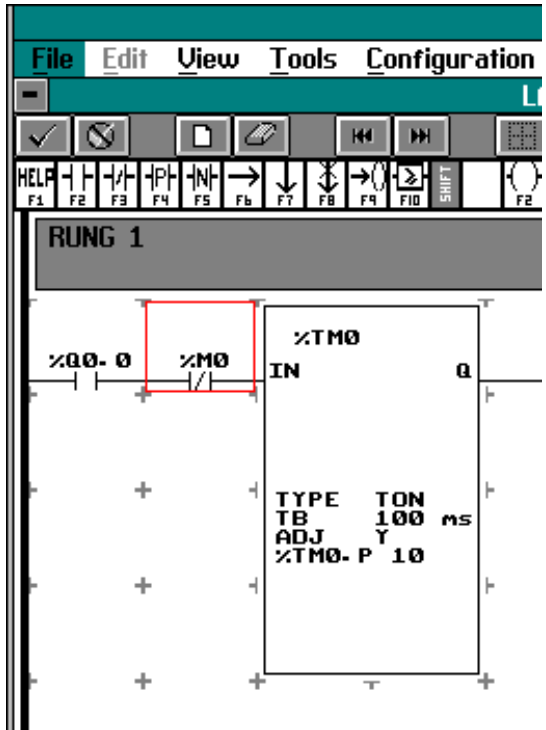 File Edit View Tools Configuration
HELP P N SHIFT
F1 F2 F3 F4 F5 F6 F7 F8 F9 F10 F2
RUNG 1
%TM0
%Q0.0 %M0
IN Q
TYPE TON
TB 100 ms
ADJ Y
%TM0.P 10